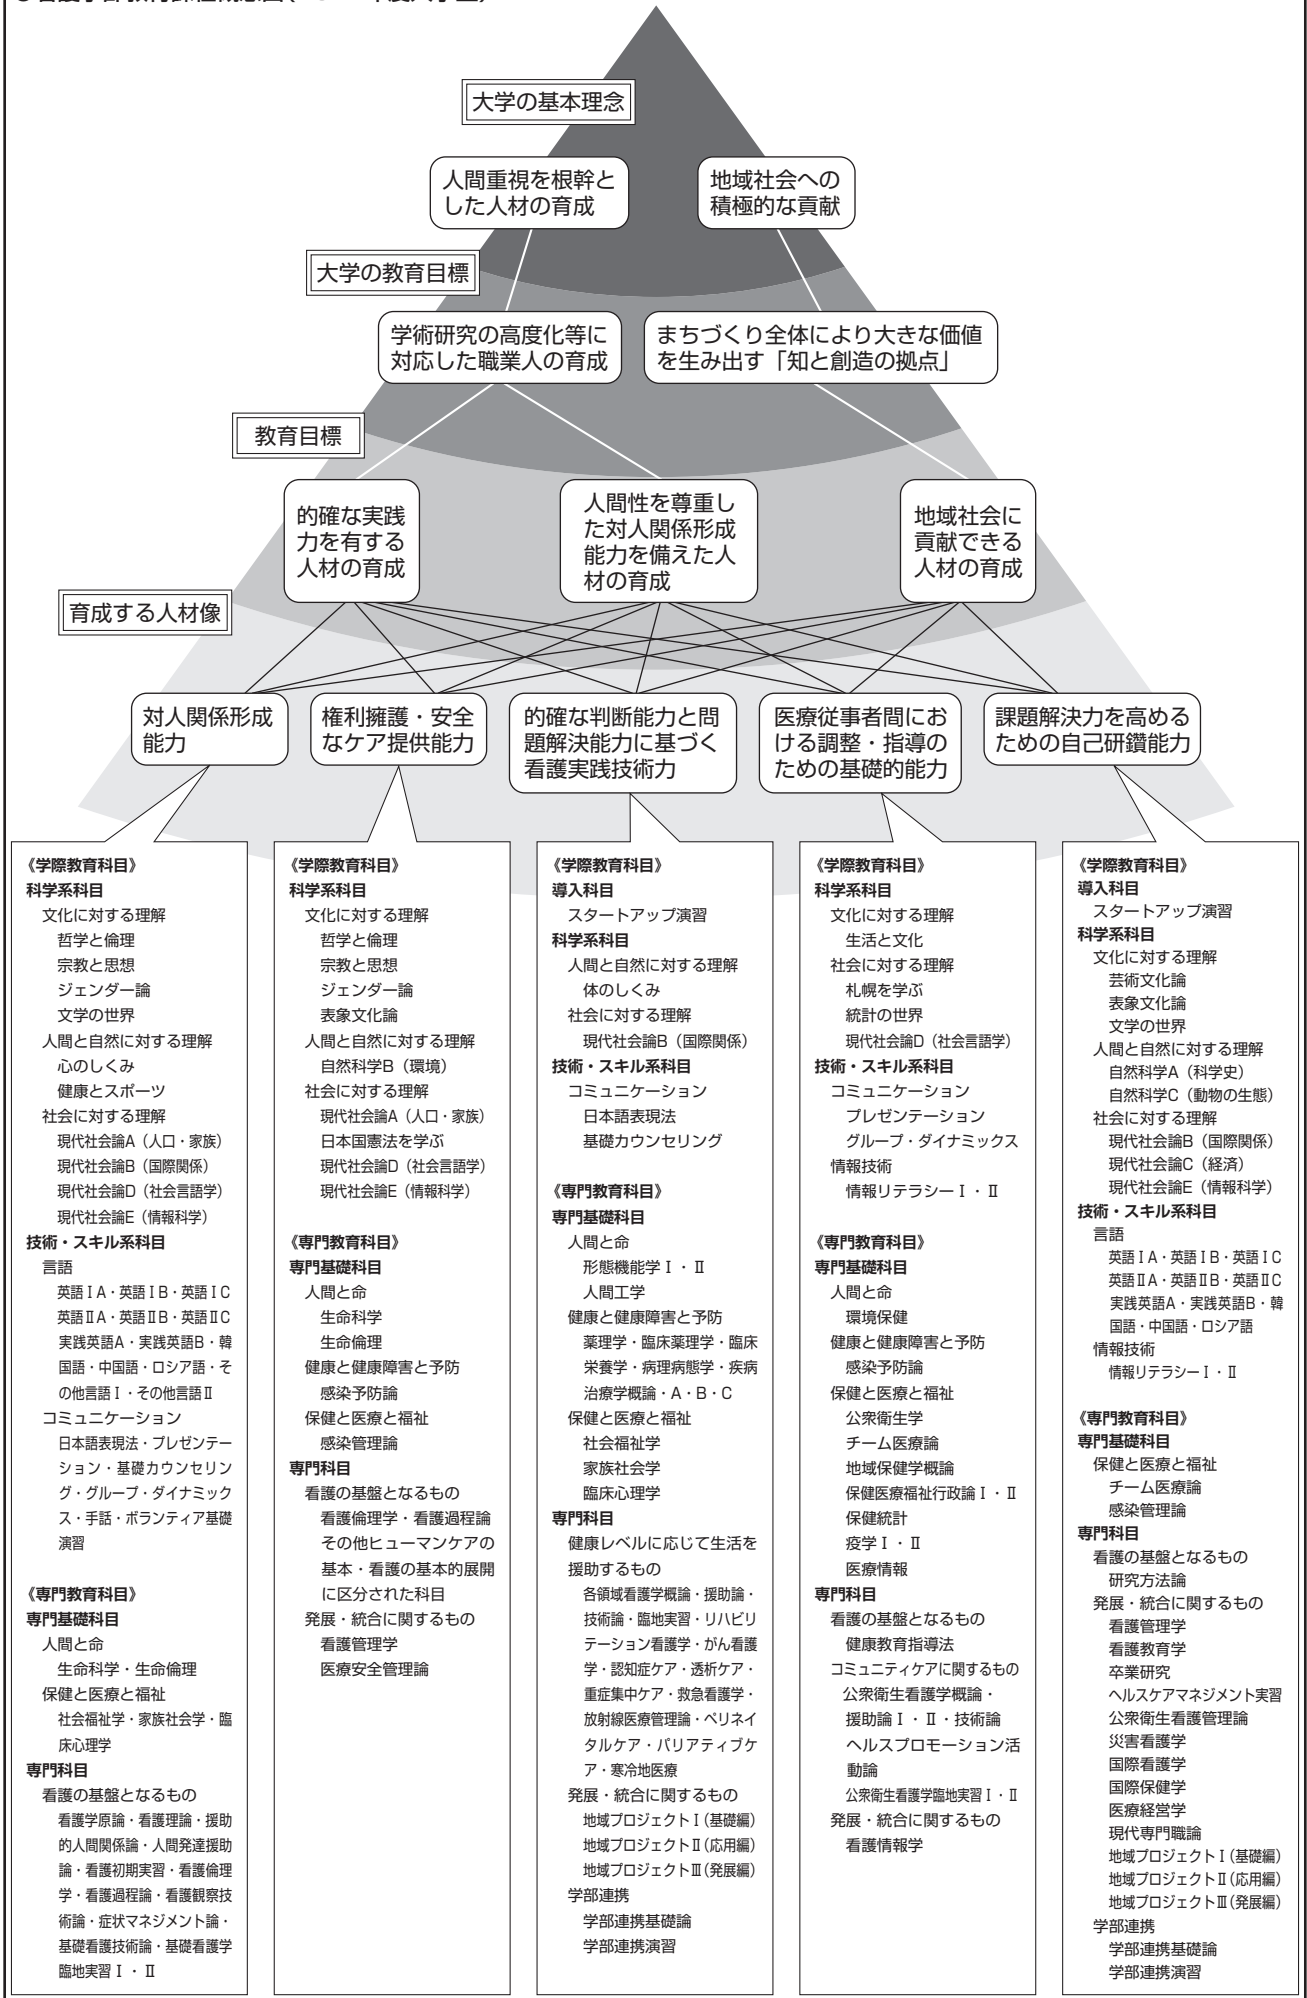 大学の基本理念
人間重視を根幹と
した人材の育成
地域社会への
積極的な貢献
大学の教育目標
学術研究の高度化等に
対応した職業人の育成
まちづくり全体により大きな価値
を生み出す「知と創造の拠点」
教育目標
的確な実践
力を有する
人材の育成
人間性を尊重し
た対人関係形成
能力を備えた人
材の育成
地域社会に
貢献できる
人材の育成
育成する人材像
対人関係形成
能力
権利擁護・安全
なケア提供能力
的確な判断能力と問
題解決能力に基づく
看護実践技術力
医療従事者間にお
ける調整・指導の
ための基礎的能力
課題解決力を高める
ための自己研鑽能力
《学際教育科目》
科学系科目
文化に対する理解
哲学と倫理
宗教と思想
ジェンダー論
文学の世界
人間と自然に対する理解
心のしくみ
健康とスポーツ
社会に対する理解
現代社会論A（人口・家族）
現代社会論B（国際関係）
現代社会論D（社会言語学）
現代社会論E（情報科学）
技術・スキル系科目
言語
英語ⅠA・英語ⅠB・英語ⅠC
英語ⅡA・英語ⅡB・英語ⅡC
実践英語A・実践英語B・韓
国語・中国語・ロシア語・そ
の他言語Ⅰ・その他言語Ⅱ
コミュニケーション
日本語表現法・プレゼンテー
ション・基礎カウンセリン
グ・グループ・ダイナミック
ス・手話・ボランティア基礎
演習
《専門教育科目》
専門基礎科目
人間と命
生命科学・生命倫理
保健と医療と福祉
社会福祉学・家族社会学・臨
床心理学
専門科目
看護の基盤となるもの
看護学原論・看護理論・援助
的人間関係論・人間発達援助
論・看護初期実習・看護倫理
学・看護過程論・看護観察技
術論・症状マネジメント論・
基礎看護技術論・基礎看護学
臨地実習Ⅰ・Ⅱ
《学際教育科目》
科学系科目
文化に対する理解
哲学と倫理
宗教と思想
ジェンダー論
表象文化論
人間と自然に対する理解
自然科学B（環境）
社会に対する理解
現代社会論A（人口・家族）
日本国憲法を学ぶ
現代社会論D（社会言語学）
現代社会論E（情報科学）
《専門教育科目》
専門基礎科目
人間と命
生命科学
生命倫理
健康と健康障害と予防
感染予防論
保健と医療と福祉
感染管理論
専門科目
看護の基盤となるもの
看護倫理学・看護過程論
その他ヒューマンケアの
基本・看護の基本的展開
に区分された科目
発展・統合に関するもの
看護管理学
医療安全管理論
《学際教育科目》
導入科目
スタートアップ演習
科学系科目
人間と自然に対する理解
体のしくみ
社会に対する理解
現代社会論B（国際関係）
技術・スキル系科目
コミュニケーション
日本語表現法
基礎カウンセリング
《専門教育科目》
専門基礎科目
人間と命
形態機能学Ⅰ・Ⅱ
人間工学
健康と健康障害と予防
薬理学・臨床薬理学・臨床
栄養学・病理病態学・疾病
治療学概論・A・B・C
保健と医療と福祉
社会福祉学
家族社会学
臨床心理学
専門科目
健康レベルに応じて生活を
援助するもの
各領域看護学概論・援助論・
技術論・臨地実習・リハビリ
テーション看護学・がん看護
学・認知症ケア・透析ケア・
重症集中ケア・救急看護学・
放射線医療管理論・ペリネイ
タルケア・パリアティブケ
ア・寒冷地医療
発展・統合に関するもの
地域プロジェクトⅠ（基礎編）
地域プロジェクトⅡ（応用編）
地域プロジェクトⅢ（発展編）
学部連携
学部連携基礎論
学部連携演習
《学際教育科目》
科学系科目
文化に対する理解
生活と文化
社会に対する理解
札幌を学ぶ
統計の世界
現代社会論D（社会言語学）
技術・スキル系科目
コミュニケーション
プレゼンテーション
グループ・ダイナミックス
情報技術
情報リテラシーⅠ・Ⅱ
《専門教育科目》
専門基礎科目
人間と命
環境保健
健康と健康障害と予防
感染予防論
保健と医療と福祉
公衆衛生学
チーム医療論
地域保健学概論
保健医療福祉行政論Ⅰ・Ⅱ
保健統計
疫学Ⅰ・Ⅱ
医療情報
専門科目
看護の基盤となるもの
健康教育指導法
コミュニティケアに関するもの
公衆衛生看護学概論・
援助論Ⅰ・Ⅱ・技術論
ヘルスプロモーション活
動論
公衆衛生看護学臨地実習Ⅰ・Ⅱ
発展・統合に関するもの
看護情報学
《学際教育科目》
導入科目
スタートアップ演習
科学系科目
文化に対する理解
芸術文化論
表象文化論
文学の世界
人間と自然に対する理解
自然科学A（科学史）
自然科学C（動物の生態）
社会に対する理解
現代社会論B（国際関係）
現代社会論C（経済）
現代社会論E（情報科学）
技術・スキル系科目
言語
英語ⅠA・英語ⅠB・英語ⅠC
英語ⅡA・英語ⅡB・英語ⅡC
実践英語A・実践英語B・韓
国語・中国語・ロシア語
情報技術
情報リテラシーⅠ・Ⅱ
《専門教育科目》
専門基礎科目
保健と医療と福祉
チーム医療論
感染管理論
専門科目
看護の基盤となるもの
研究方法論
発展・統合に関するもの
看護管理学
看護教育学
卒業研究
ヘルスケアマネジメント実習
公衆衛生看護管理論
災害看護学
国際看護学
国際保健学
医療経営学
現代専門職論
地域プロジェクトⅠ（基礎編）
地域プロジェクトⅡ（応用編）
地域プロジェクトⅢ（発展編）
学部連携
学部連携基礎論
学部連携演習